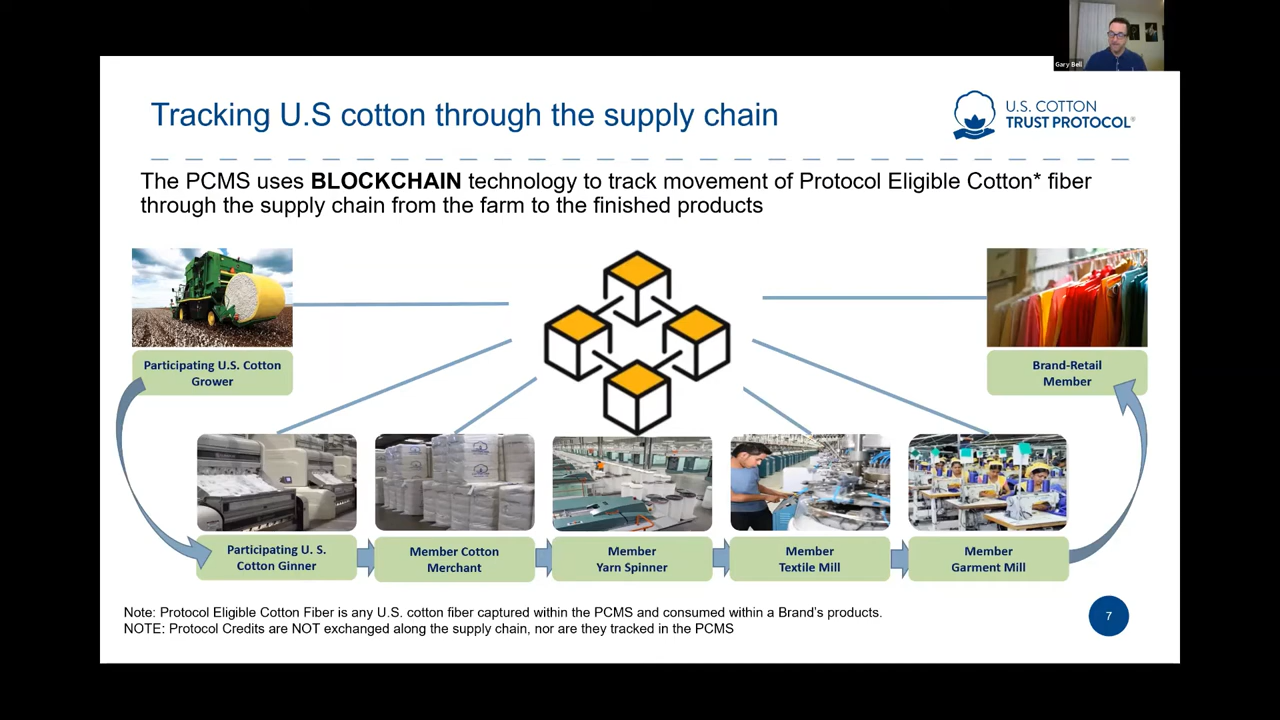 Gary Bell
Tracking U.S cotton through the supply chain
U.S. COTTON
TRUST PROTOCOL®
The PCMS uses BLOCKCHAIN technology to track movement of Protocol Eligible Cotton* fiber
through the supply chain from the farm to the finished products
Participating U.S. Cotton
Grower
Brand-Retail
Member
Participating U. S.
Cotton Ginner
Member Cotton
Merchant
Member
Yarn Spinner
Member
Textile Mill
Member
Garment Mill
Note: Protocol Eligible Cotton Fiber is any U.S. cotton fiber captured within the PCMS and consumed within a Brand's products.
NOTE: Protocol Credits are NOT exchanged along the supply chain, nor are they tracked in the PCMS
7